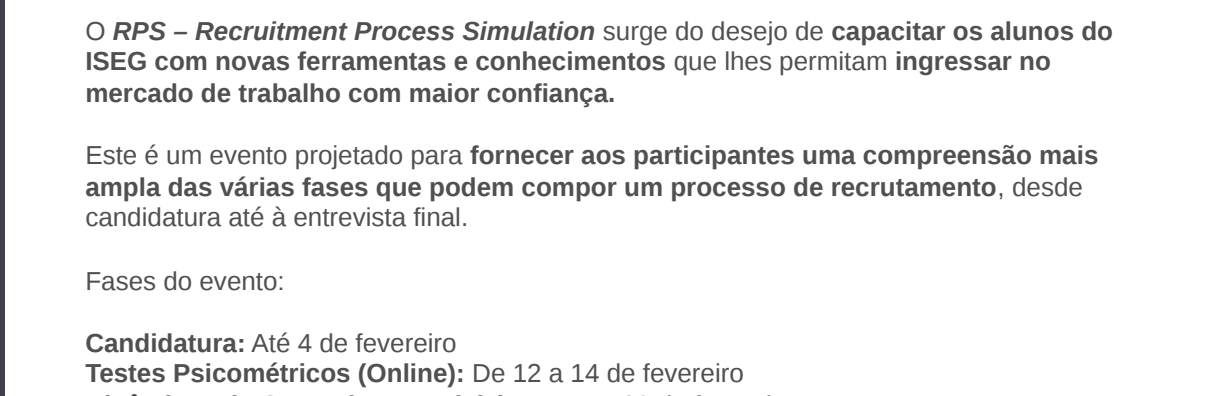 O RPS – Recruitment Process Simulation surge do desejo de capacitar os alunos do
ISEG com novas ferramentas e conhecimentos que lhes permitam ingressar no
mercado de trabalho com maior confiança.
Este é um evento projetado para fornecer aos participantes uma compreensão mais
ampla das várias fases que podem compor um processo de recrutamento, desde
candidatura até à entrevista final.
Fases do evento:
Candidatura: Até 4 de fevereiro
Testes Psicométricos (Online): De 12 a 14 de fevereiro